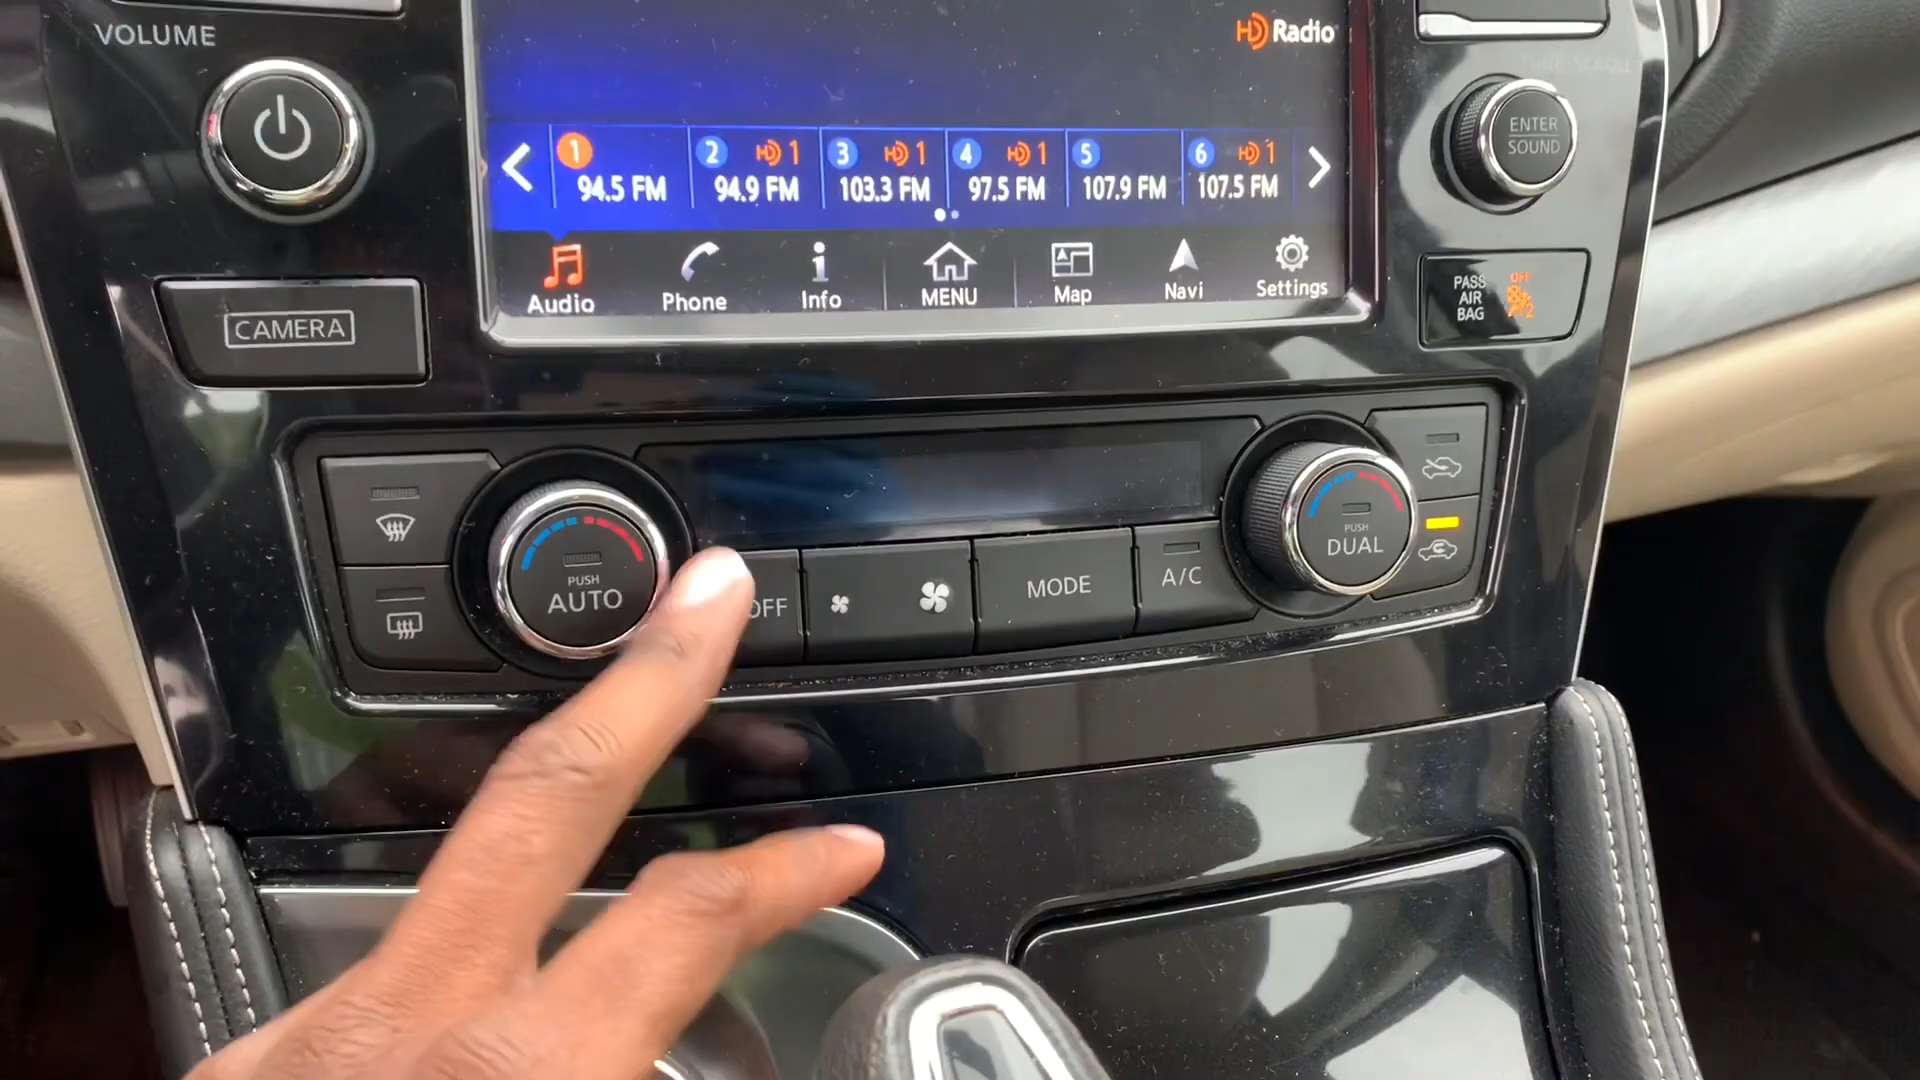 VOLUME
HD Radio
1
2 HD 1
3 HD 1
4 HD 1
5
6 HD 1
94.5 FM
94.9 FM
103.3 FM
97.5 FM
107.9 FM
107.5 FM
Audio
Phone
Info
MENU
Map
Navi
Settings
ENTER
SOUND
CAMERA
PASS
AIR
BAG
OFF
2
PUSH
AUTO
OFF
MODE
A/C
PUSH
DUAL